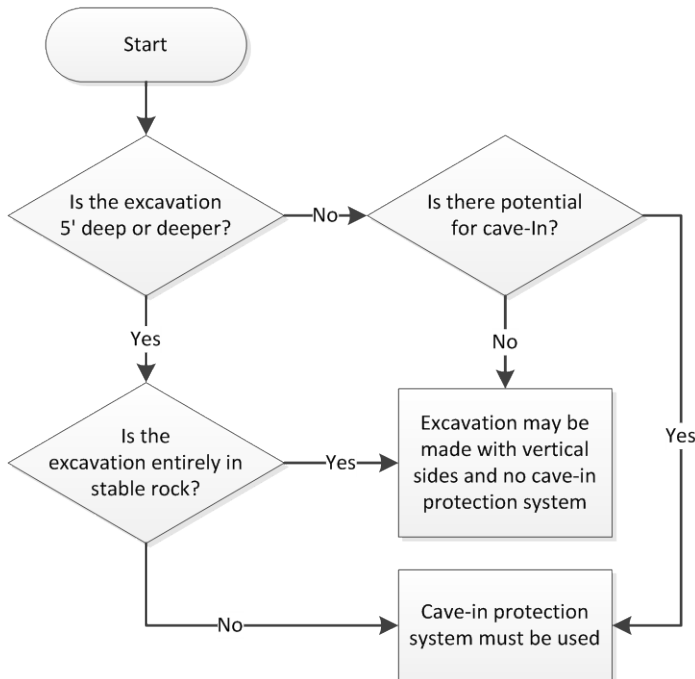 Start
Is the excavation
5' deep or deeper?
No
Is there potential
for cave-In?
Yes
No
Is the
excavation entirely in
stable rock?
Yes
Excavation may be
made with vertical
sides and no cave-in
protection system
Yes
No
Cave-in protection
system must be used